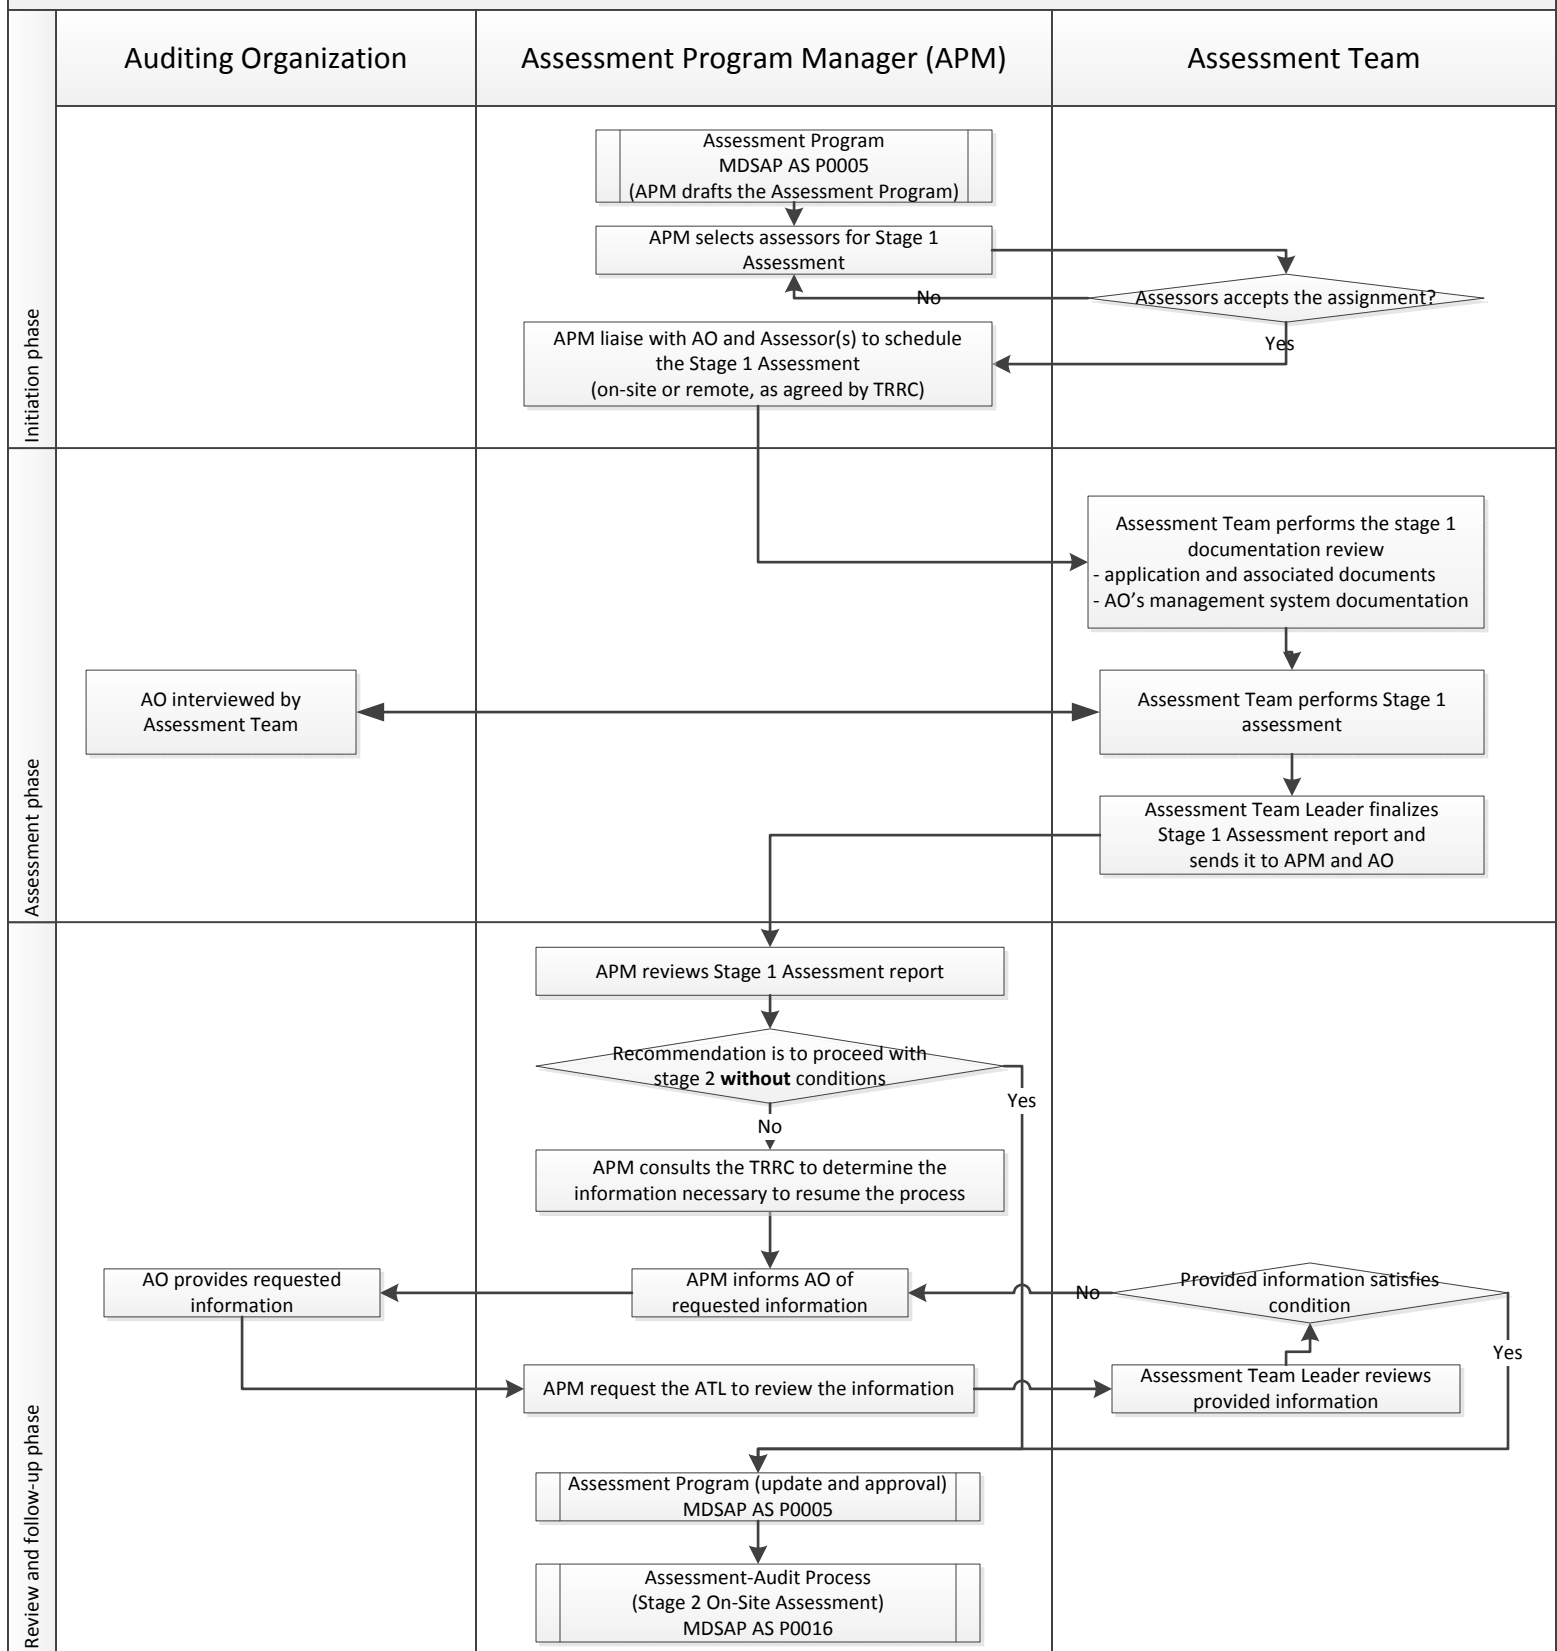 Auditing Organization
Assessment Program Manager (APM)
Assessment Team
Initiation phase
Assessment Program
MDSAP AS P0005
(APM drafts the Assessment Program)
APM selects assessors for Stage 1
Assessment
Assessors accepts the assignment?
No
Yes
APM liaise with AO and Assessor(s) to schedule
the Stage 1 Assessment
(on-site or remote, as agreed by TRRC)
Assessment phase
Assessment Team performs the stage 1
documentation review
- application and associated documents
- AO’s management system documentation
AO interviewed by
Assessment Team
Assessment Team performs Stage 1
assessment
Assessment Team Leader finalizes
Stage 1 Assessment report and
sends it to APM and AO
Review and follow-up phase
APM reviews Stage 1 Assessment report
Recommendation is to proceed with
stage 2 without conditions
Yes
No
APM consults the TRRC to determine the
information necessary to resume the process
AO provides requested
information
APM informs AO of
requested information
No
Provided information satisfies
condition
Yes
APM request the ATL to review the information
Assessment Team Leader reviews
provided information
Assessment Program (update and approval)
MDSAP AS P0005
Assessment-Audit Process
(Stage 2 On-Site Assessment)
MDSAP AS P0016